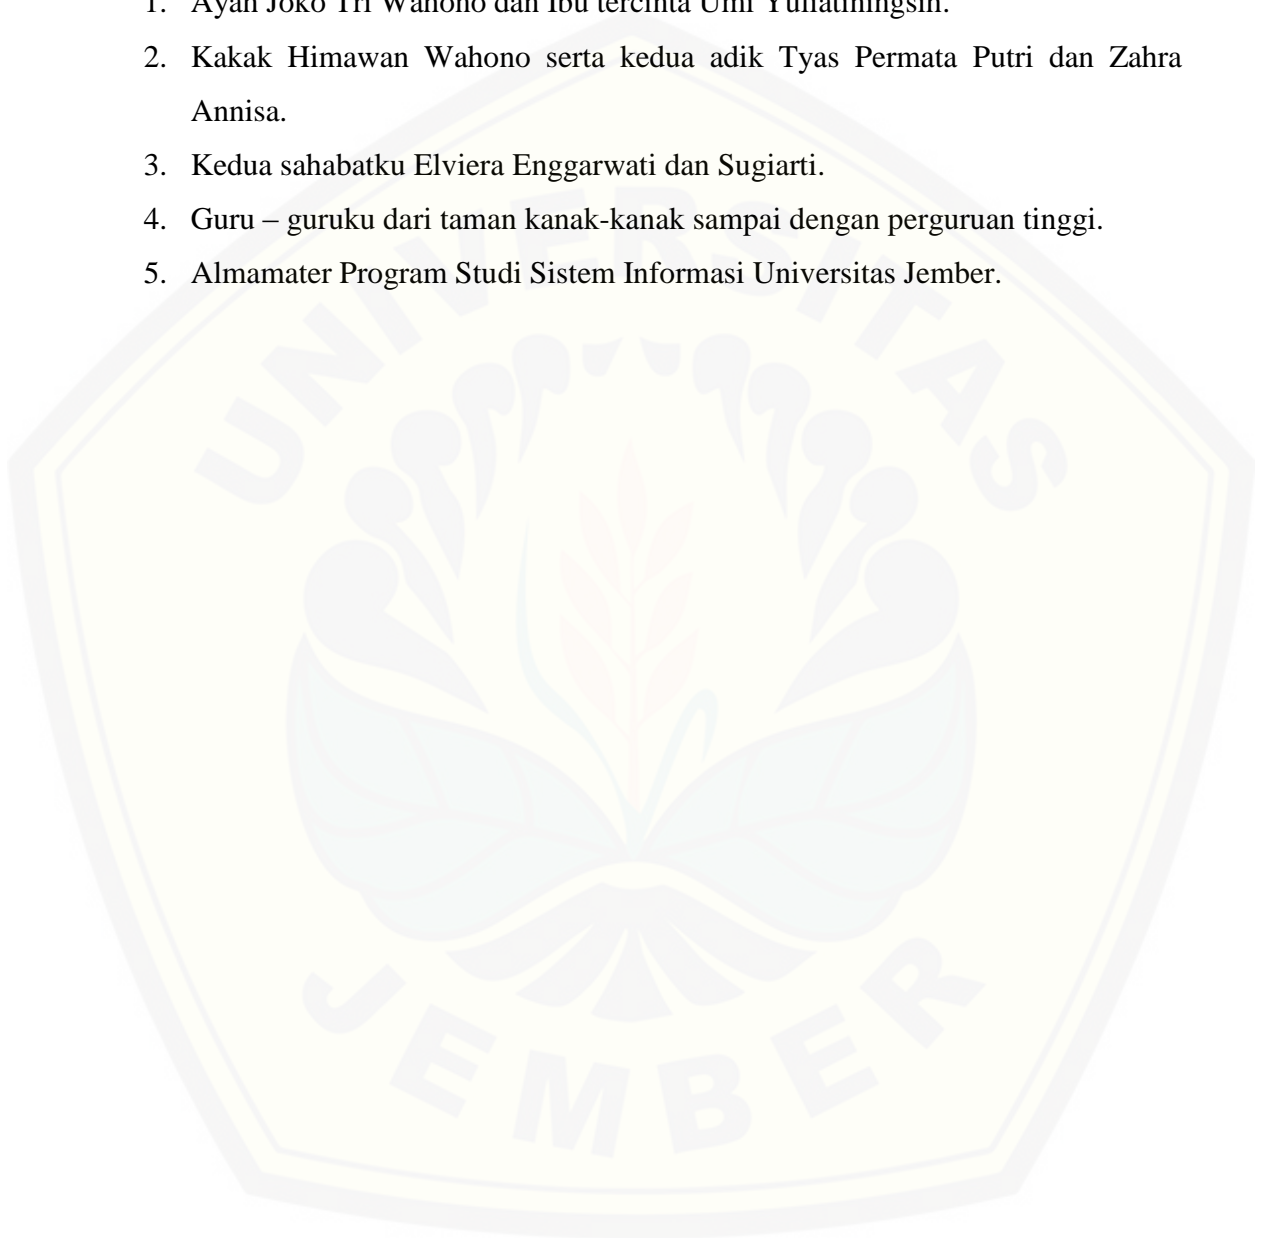 1. Ayah Joko Tri Wahono dan Ibu tercinta Umi Yuliatiningsih.
2. Kakak Himawan Wahono serta kedua adik Tyas Permata Putri dan Zahra
Annisa.
3. Kedua sahabatku Elviera Enggarwati dan Sugiarti.
4. Guru – guruku dari taman kanak-kanak sampai dengan perguruan tinggi.
5. Almamater Program Studi Sistem Informasi Universitas Jember.
UNIVERSITAS
JEMBER